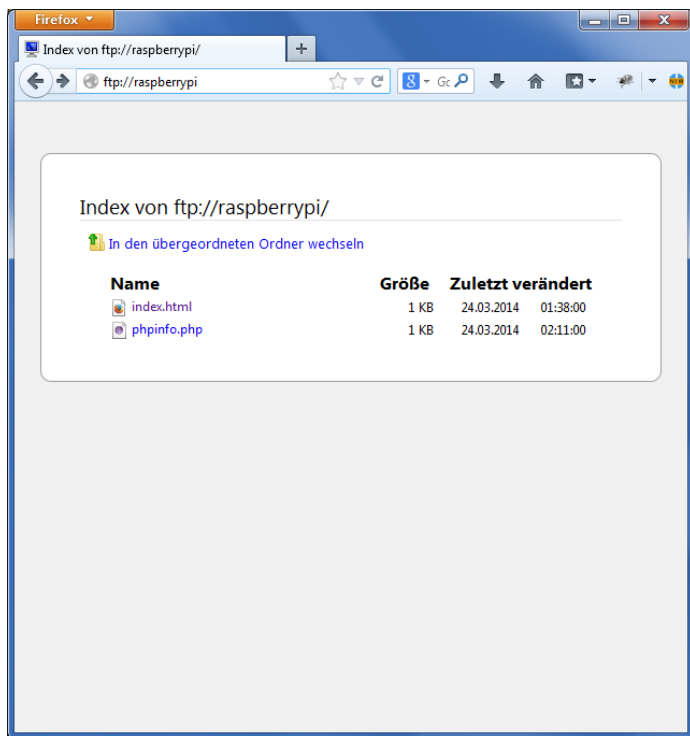 Firefox
Index von ftp://raspberrypi/
ftp://raspberrypi
8
Gc
Index von ftp://raspberrypi/
In den übergeordneten Ordner wechseln
Name Größe Zuletzt verändert
index.html 1 KB 24.03.2014 01:38:00
phpinfo.php 1 KB 24.03.2014 02:11:00